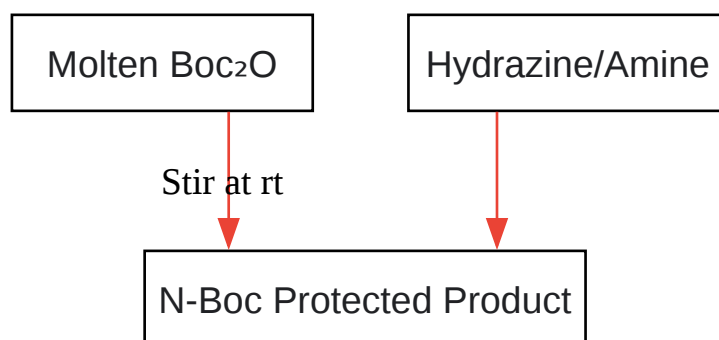 Molten Boc₂O
Hydrazine/Amine
Stir at rt
N-Boc Protected Product